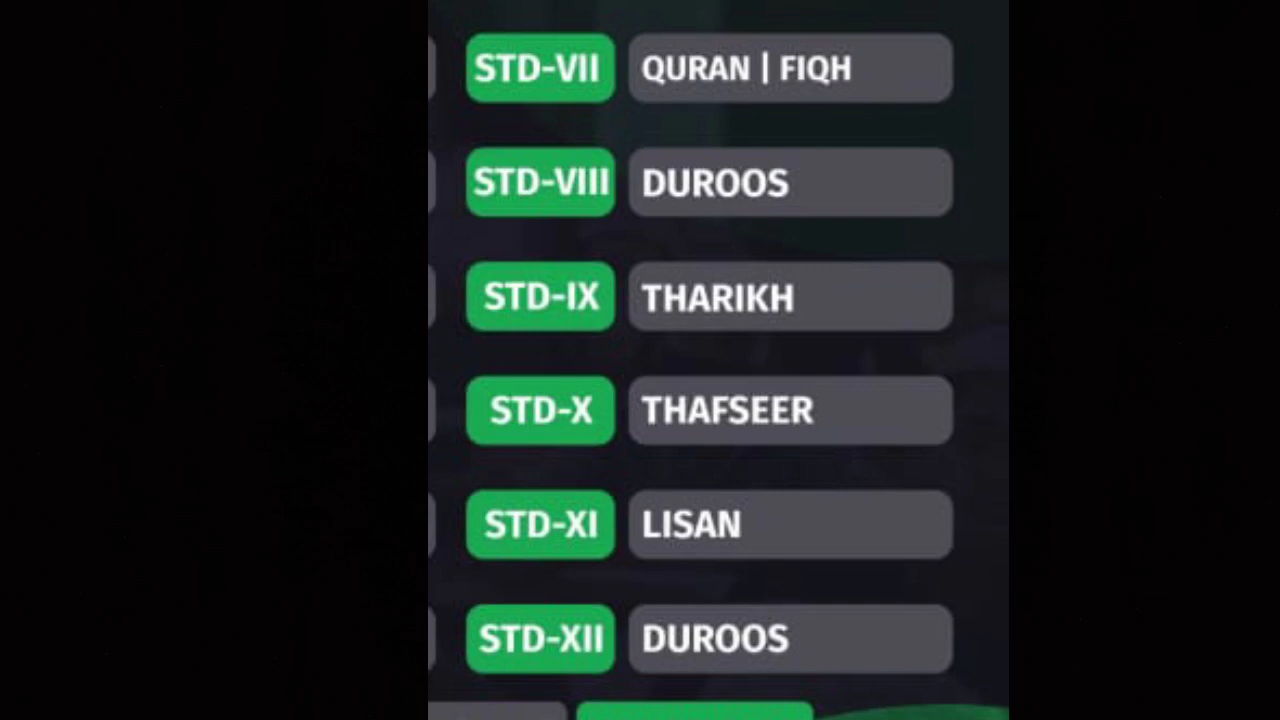 STD-VII QURAN | FIQH
STD-VIII DUROOS
STD-IX THARIKH
STD-X THAFSEER
STD-XI LISAN
STD-XII DUROOS